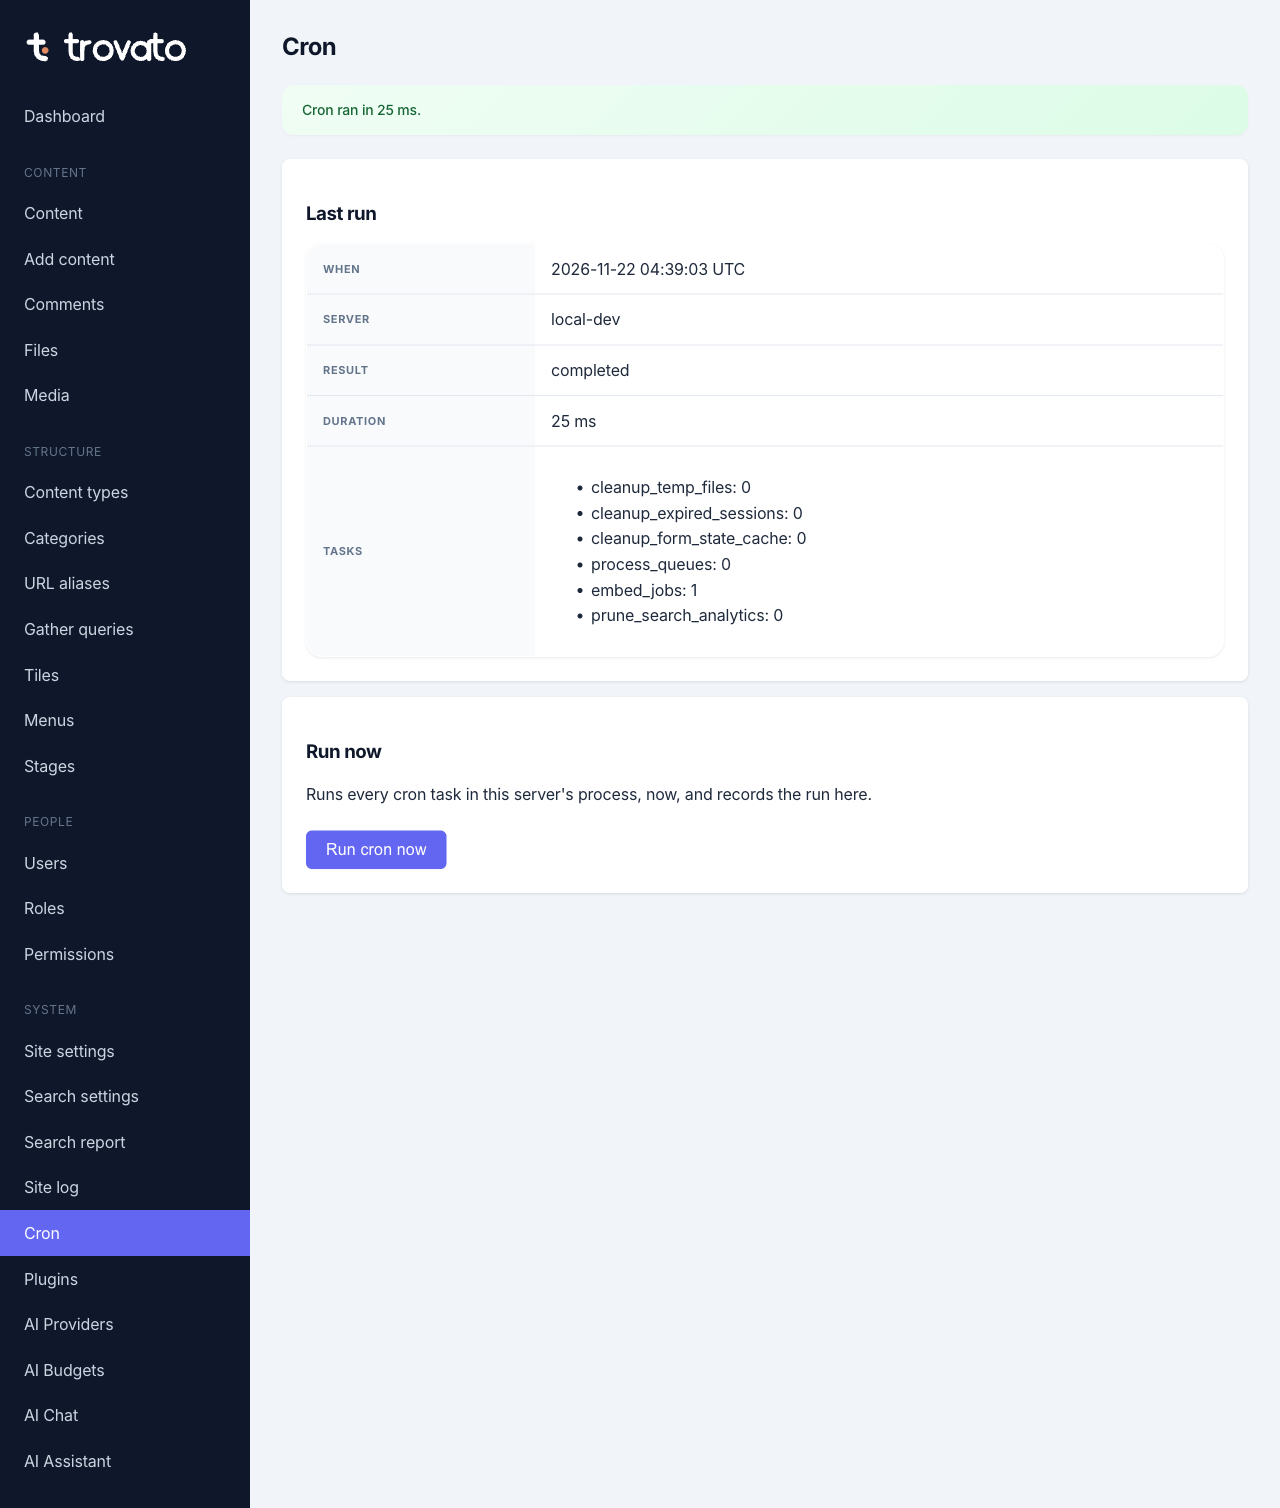 trovato
Dashboard
CONTENT
Content
Add content
Comments
Files
Media
STRUCTURE
Content types
Categories
URL aliases
Gather queries
Tiles
Menus
Stages
PEOPLE
Users
Roles
Permissions
SYSTEM
Site settings
Search settings
Search report
Site log
Cron
Plugins
AI Providers
AI Budgets
AI Chat
AI Assistant
Cron
Cron ran in 25 ms.
Last run
WHEN 2026-11-22 04:39:03 UTC
SERVER local-dev
RESULT completed
DURATION 25 ms
TASKS
• cleanup_temp_files: 0
• cleanup_expired_sessions: 0
• cleanup_form_state_cache: 0
• process_queues: 0
• embed_jobs: 1
• prune_search_analytics: 0
Run now
Runs every cron task in this server's process, now, and records the run here.
Run cron now